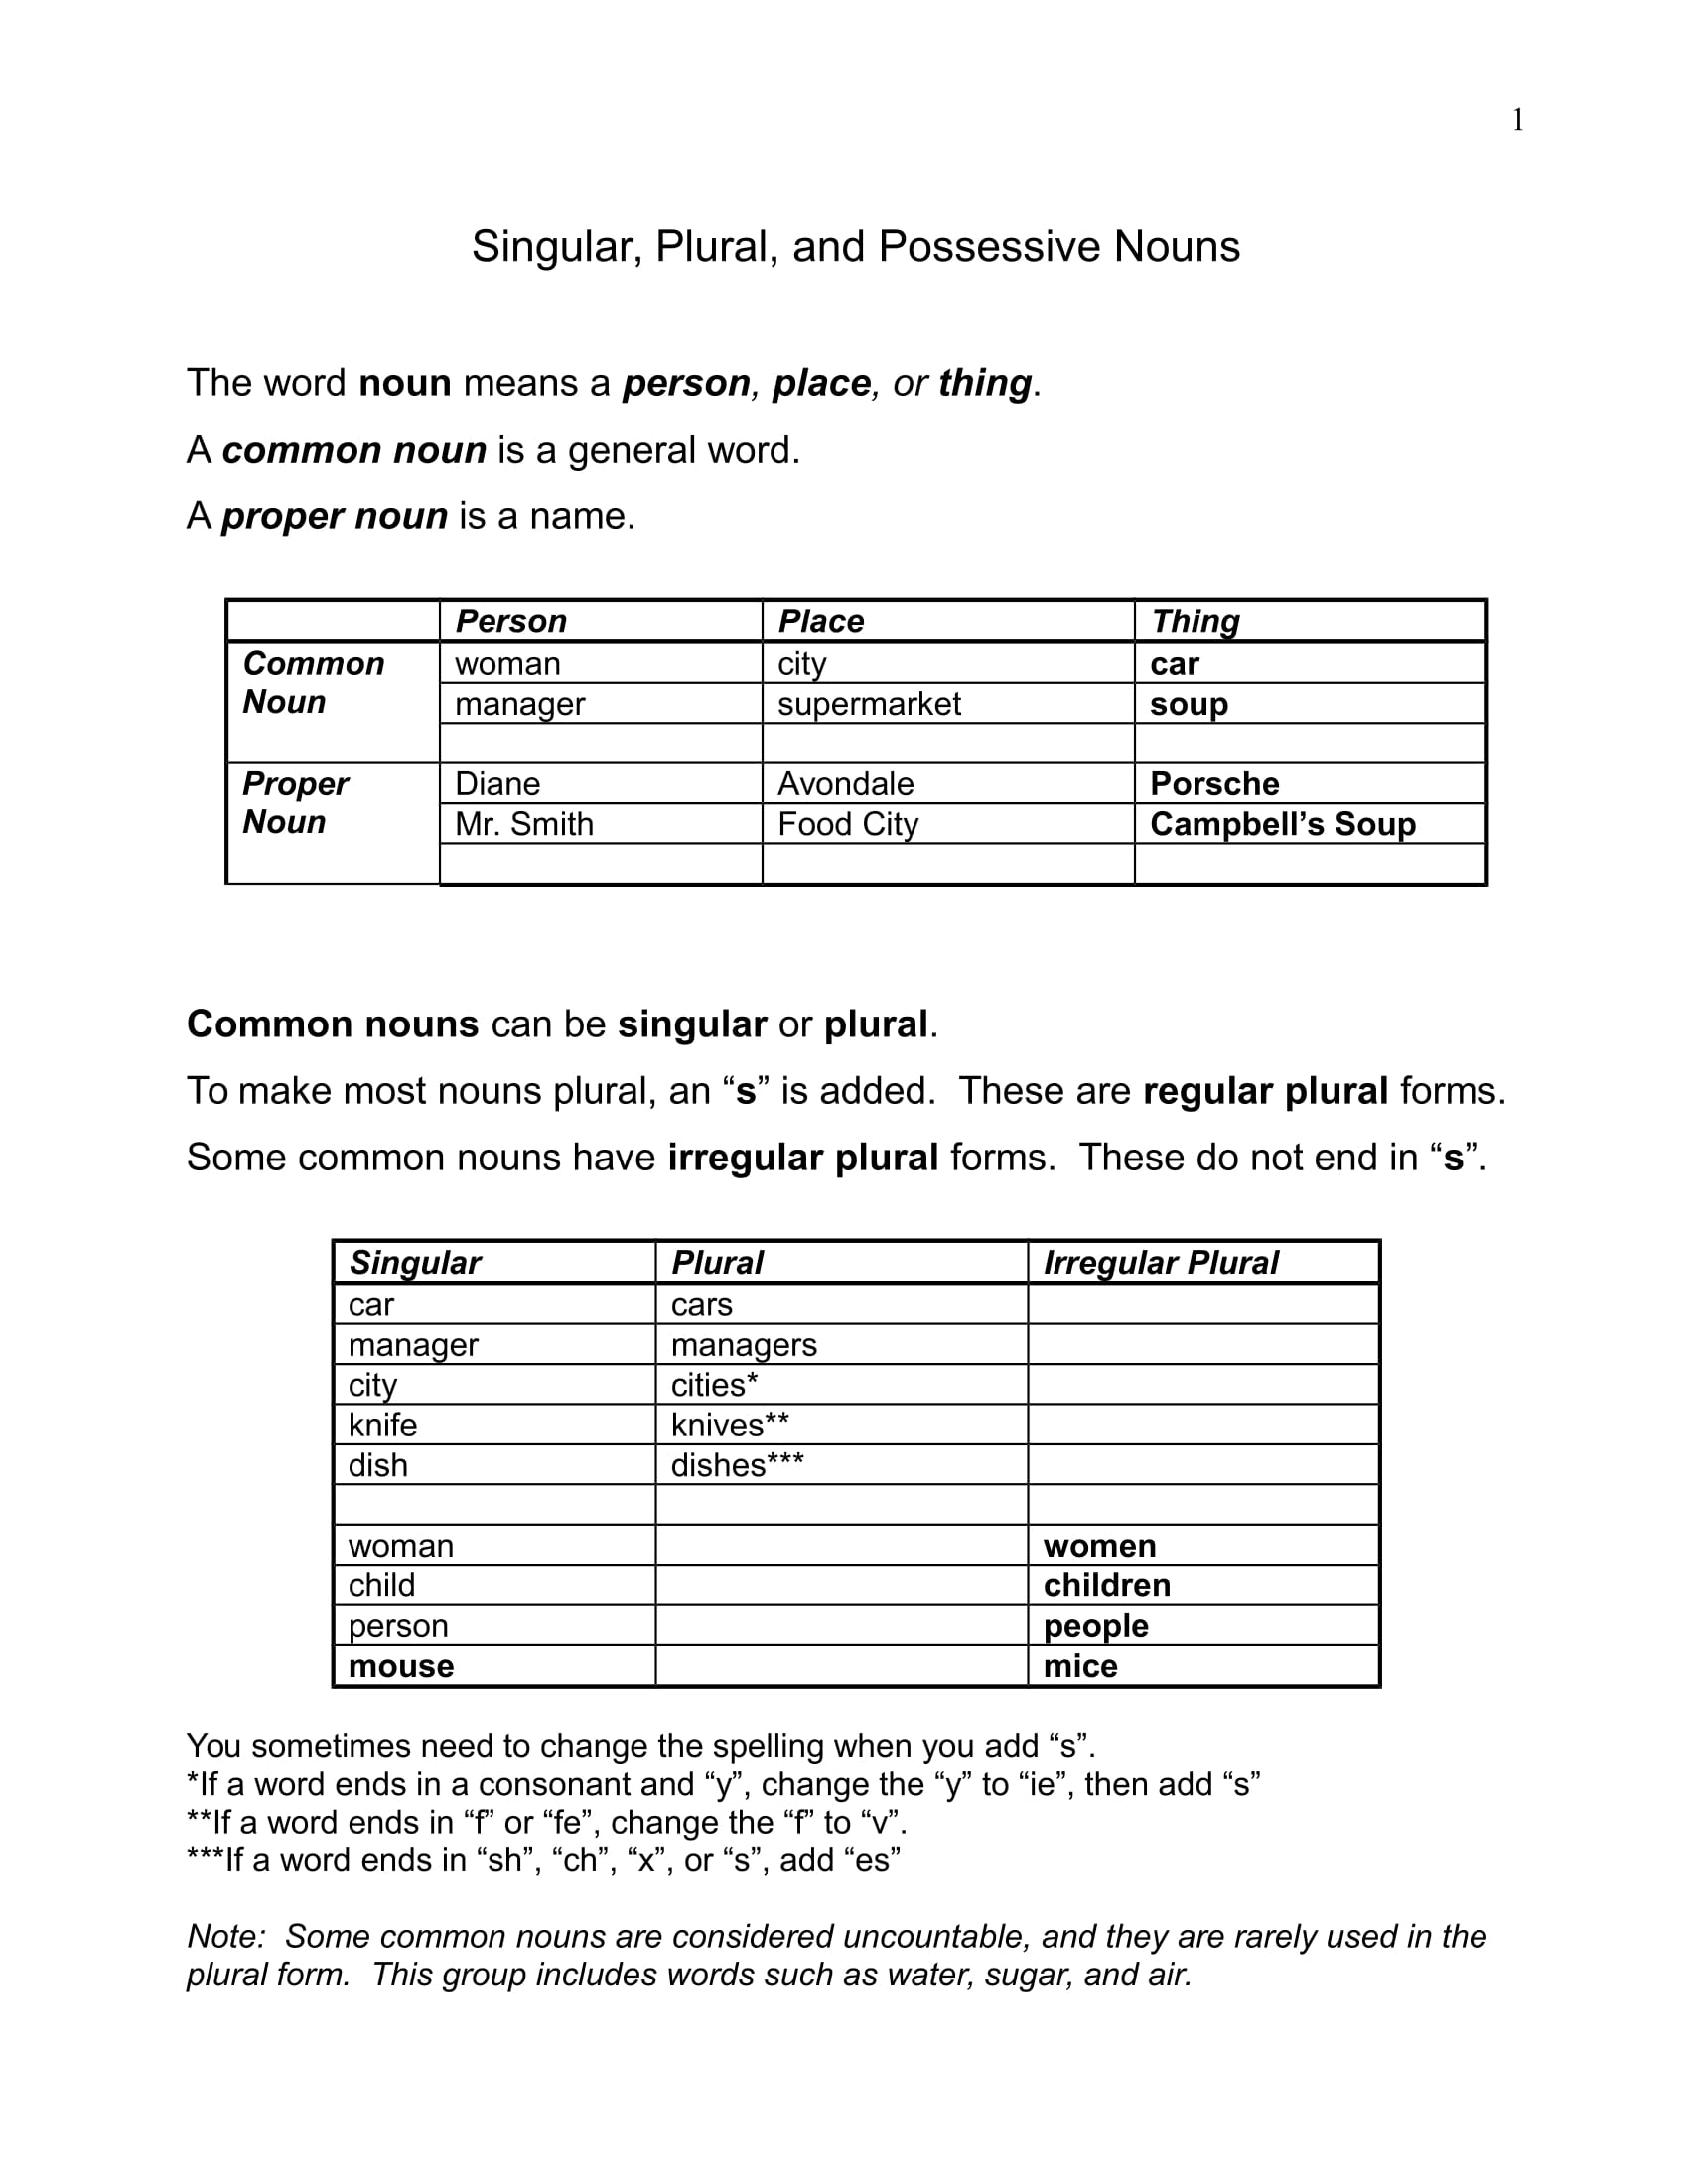 1
Singular, Plural, and Possessive Nouns
The word noun means a person, place, or thing.
A common noun is a general word.
A proper noun is a name.
Person Place Thing
Common Noun woman city car
manager supermarket soup
Proper Noun Diane Avondale Porsche
Mr. Smith Food City Campbell’s Soup
Common nouns can be singular or plural.
To make most nouns plural, an “s” is added.  These are regular plural forms.
Some common nouns have irregular plural forms.  These do not end in “s”.
Singular Plural Irregular Plural
car cars
manager managers
city cities*
knife knives**
dish dishes***
woman women
child children
person people
mouse mice
You sometimes need to change the spelling when you add “s”.
*If a word ends in a consonant and “y”, change the “y” to “ie”, then add “s”
**If a word ends in “f” or “fe”, change the “f” to “v”.
***If a word ends in “sh”, “ch”, “x”, or “s”, add “es”
Note:  Some common nouns are considered uncountable, and they are rarely used in the
plural form.  This group includes words such as water, sugar, and air.